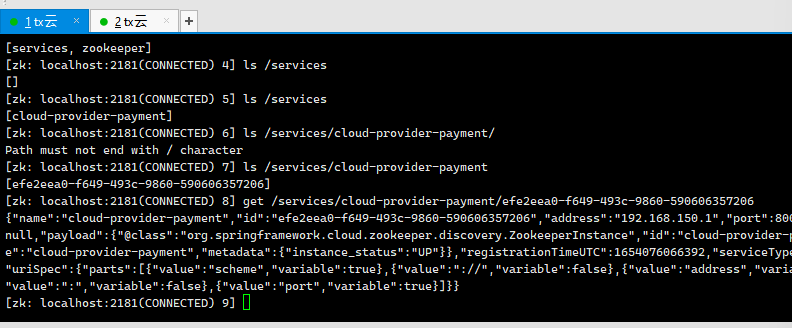 1 tx云 ×
2 tx云 ×
+
[services, zookeeper]
[zk: localhost:2181(CONNECTED) 4] ls /services
[]
[zk: localhost:2181(CONNECTED) 5] ls /services
[cloud-provider-payment]
[zk: localhost:2181(CONNECTED) 6] ls /services/cloud-provider-payment/
Path must not end with / character
[zk: localhost:2181(CONNECTED) 7] ls /services/cloud-provider-payment
[efe2eea0-f649-493c-9860-590606357206]
[zk: localhost:2181(CONNECTED) 8] get /services/cloud-provider-payment/efe2eea0-f649-493c-9860-590606357206
{"name":"cloud-provider-payment","id":"efe2eea0-f649-493c-9860-590606357206","address":"192.168.150.1","port":800
null,"payload":{"@class":"org.springframework.cloud.zookeeper.discovery.ZookeeperInstance","id":"cloud-provider-p
e":"cloud-provider-payment","metadata":{"instance_status":"UP"}},"registrationTimeUTC":1654076066392,"serviceType
"uriSpec":{"parts":[{"value":"scheme","variable":true},{"value":"://","variable":false},{"value":"address","varia
"value":":","variable":false},{"value":"port","variable":true}]}}
[zk: localhost:2181(CONNECTED) 9]